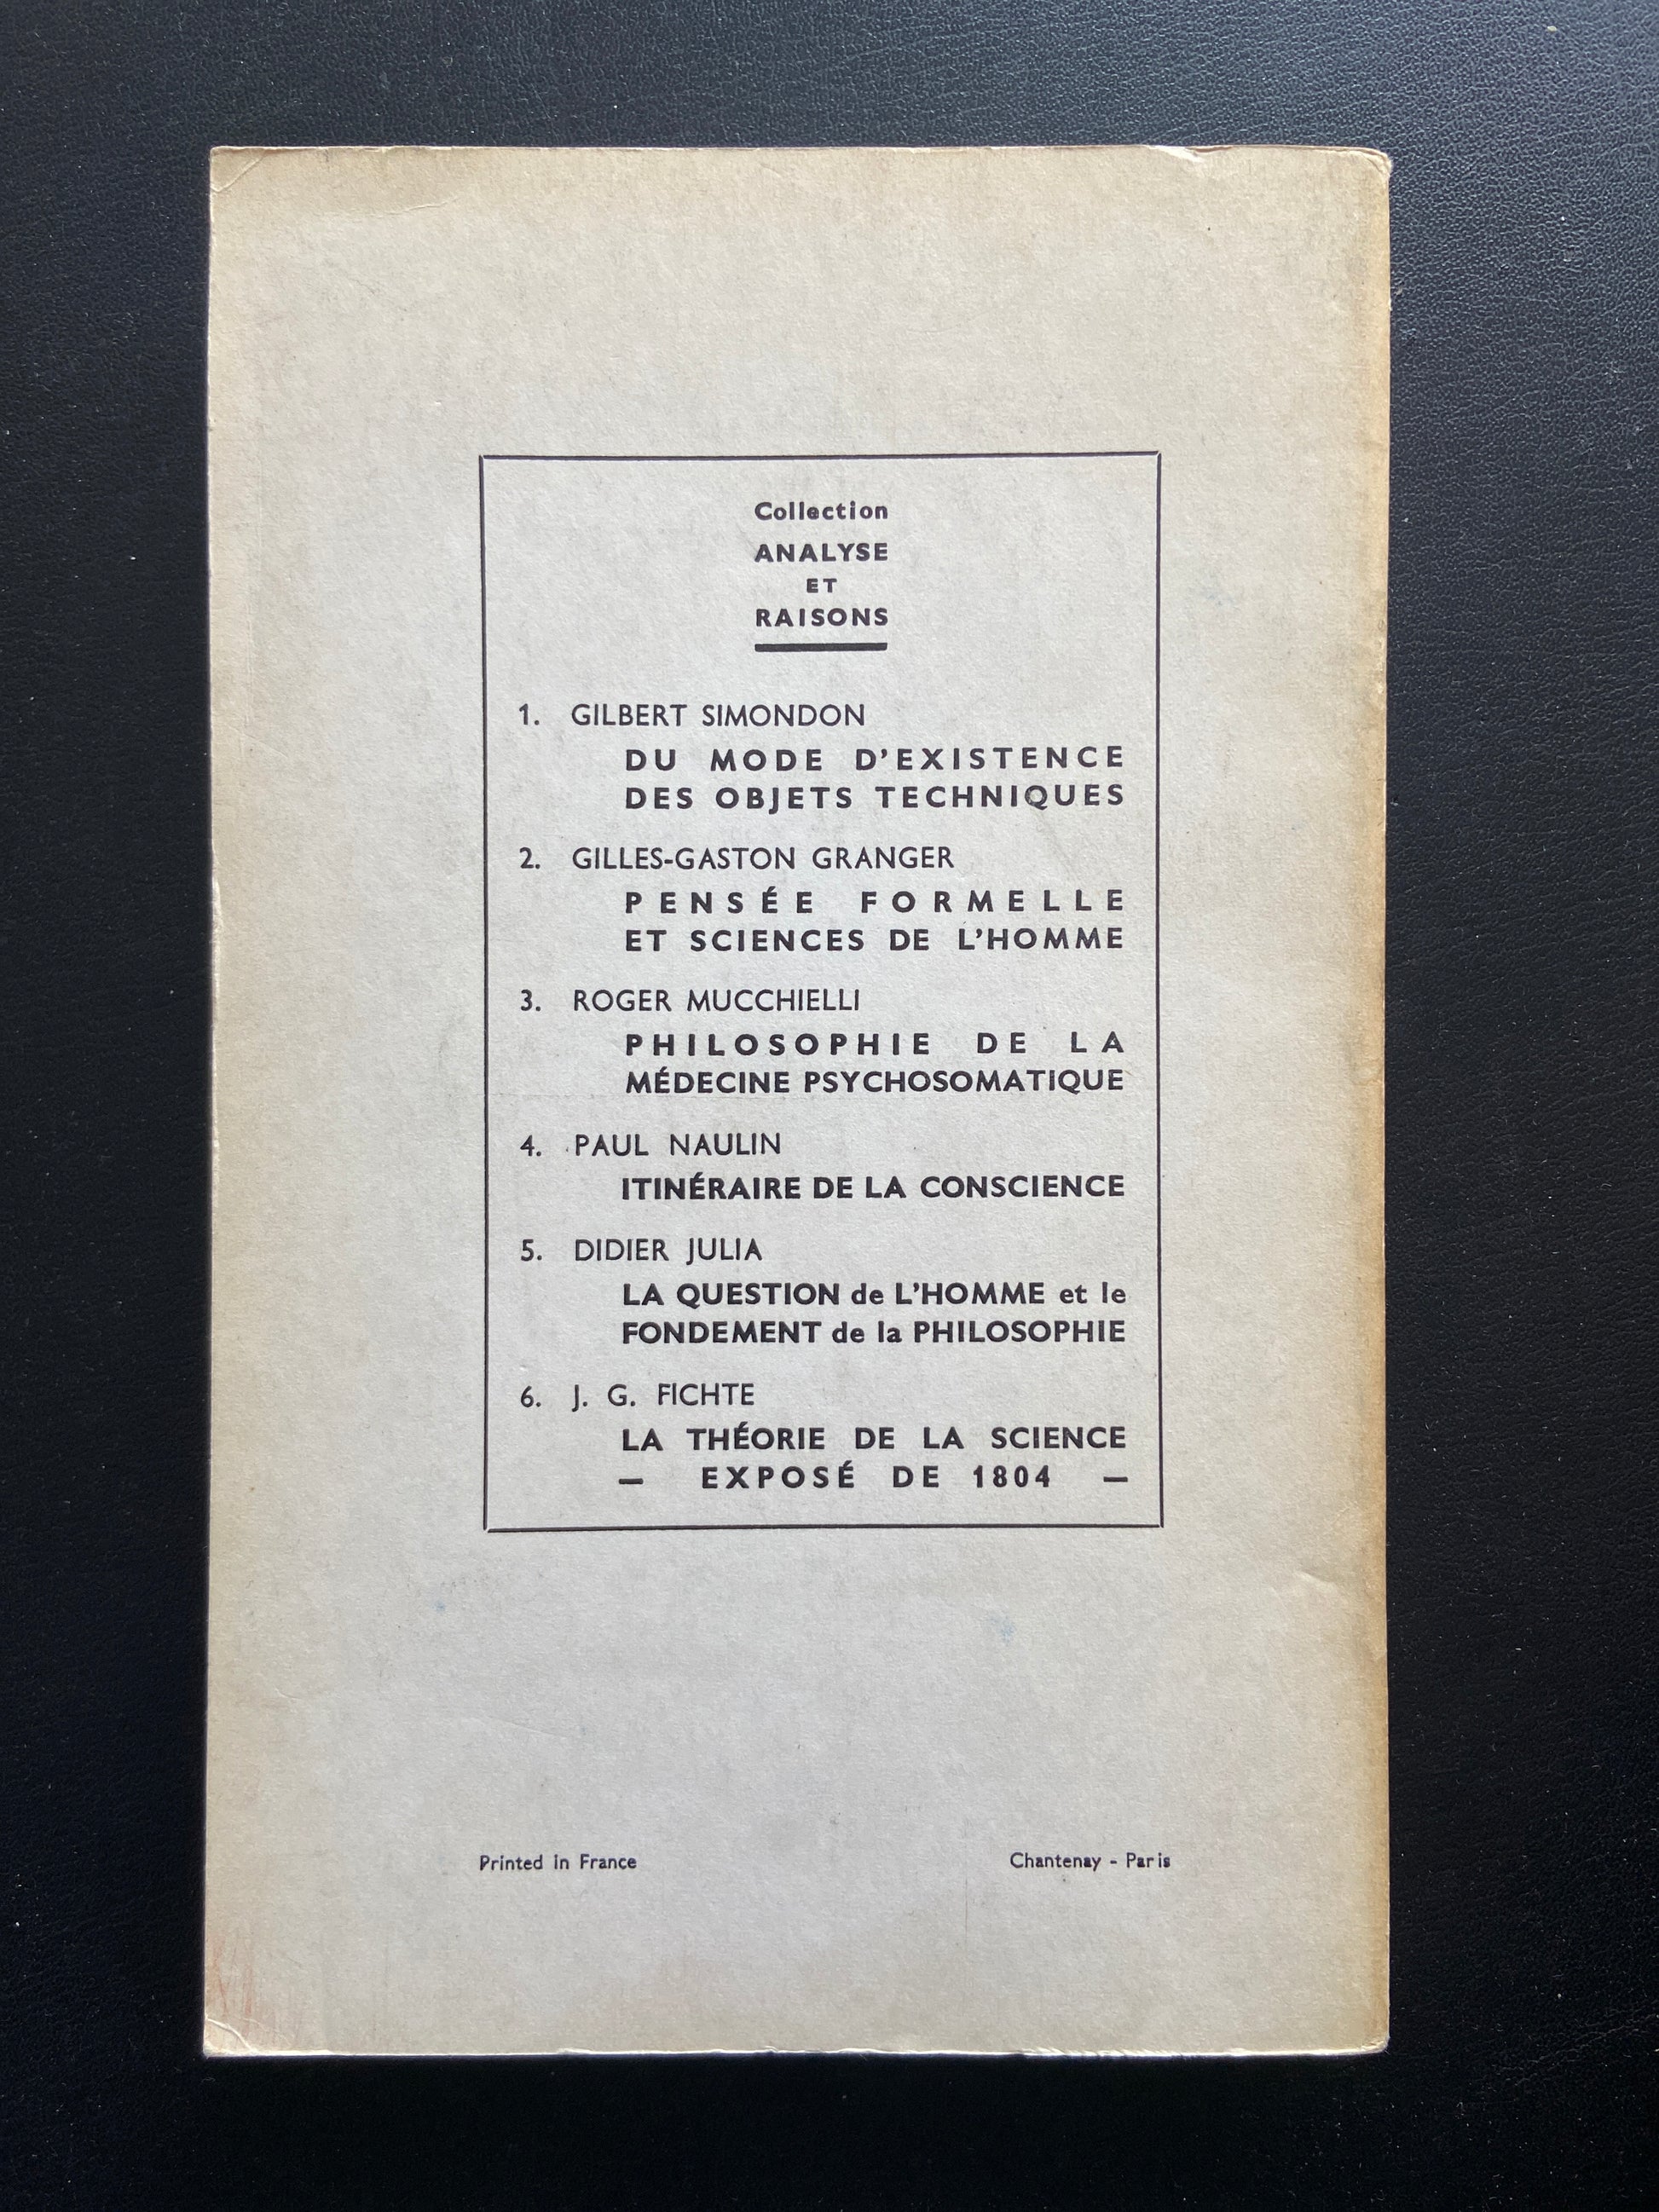 Collection
ANALYSE
ET
RAISONS
1. GILBERT SIMONDON
DU MODE D'EXISTENCE
DES OBJETS TECHNIQUES
2. GILLES-GASTON GRANGER
PENSÉE FORMELLE
ET SCIENCES DE L'HOMME
3. ROGER MUCCHIELLI
PHILOSOPHIE DE LA
MÉDECINE PSYCHOSOMATIQUE
4. PAUL NAULIN
ITINÉRAIRE DE LA CONSCIENCE
5. DIDIER JULIA
LA QUESTION de L'HOMME et le
FONDEMENT de la PHILOSOPHIE
6. J. G. FICHTE
LA THÉORIE DE LA SCIENCE
— EXPOSÉ DE 1804 —
Printed in France Chantenay - Paris